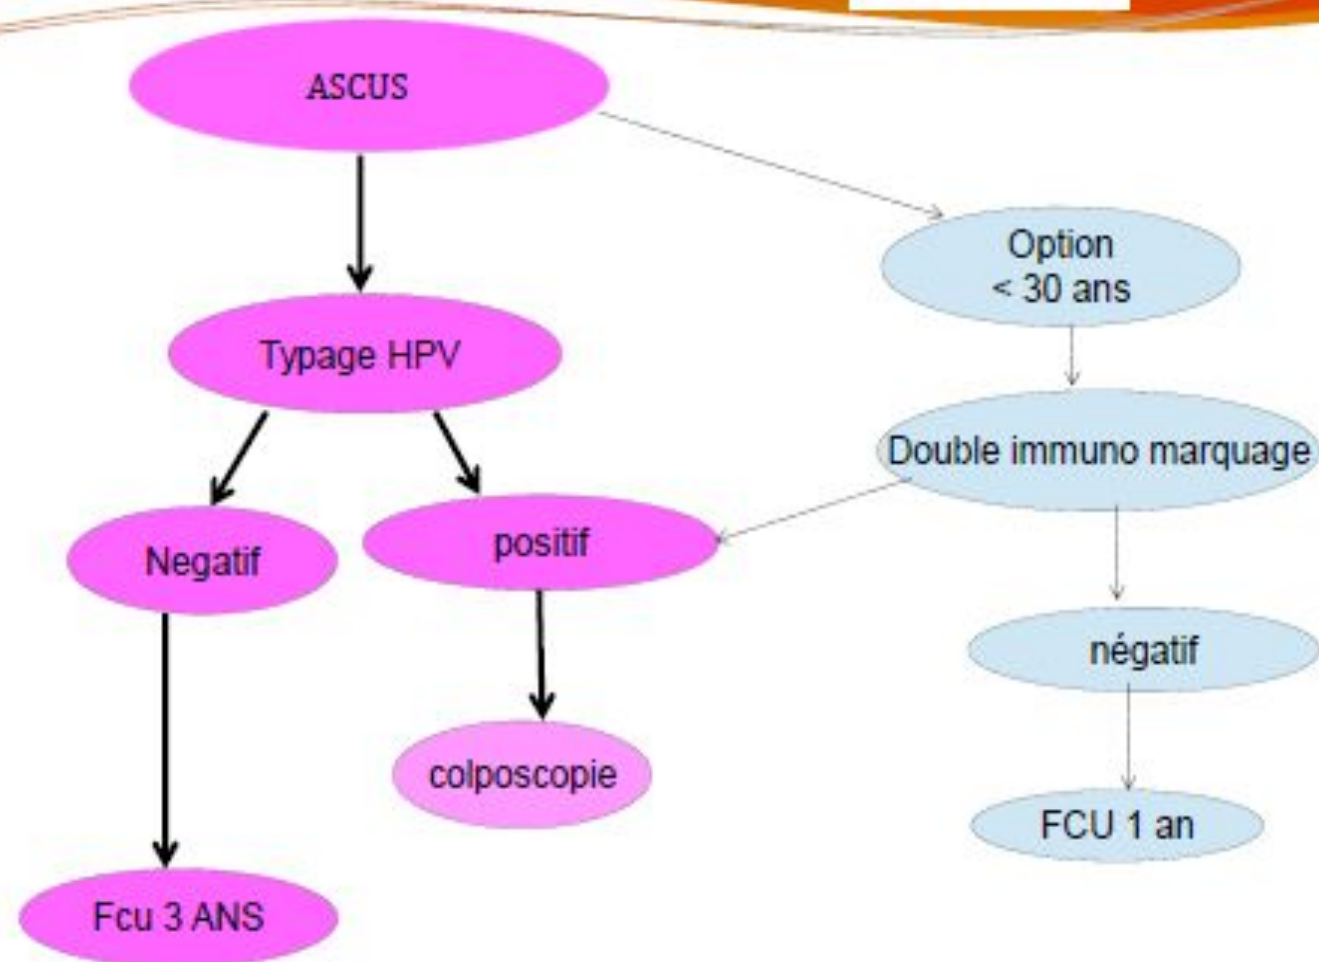 ASCUS
Option
< 30 ans
Typage HPV
Double immuno marquage
Negatif
positif
négatif
colposcopie
FCU 1 an
Fcu 3 ANS